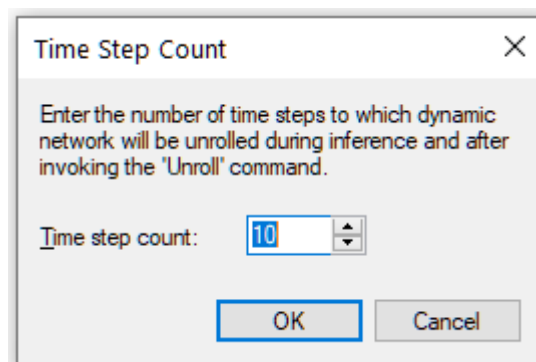 Time Step Count
Enter the number of time steps to which dynamic
network will be unrolled during inference and after
invoking the 'Unroll' command.
Time step count: 10
OK Cancel